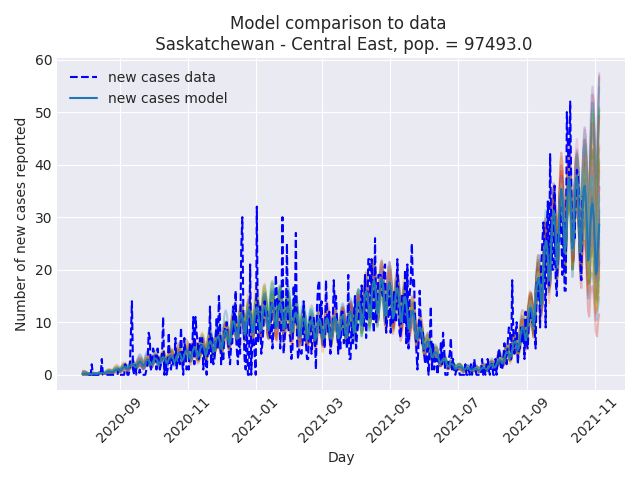 Model comparison to data
Saskatchewan - Central East, pop. = 97493.0
new cases data
new cases model
Number of new cases reported
60
50
40
30
20
10
0
2020-09
2020-11
2021-01
2021-03
2021-05
2021-07
2021-09
2021-11
Day